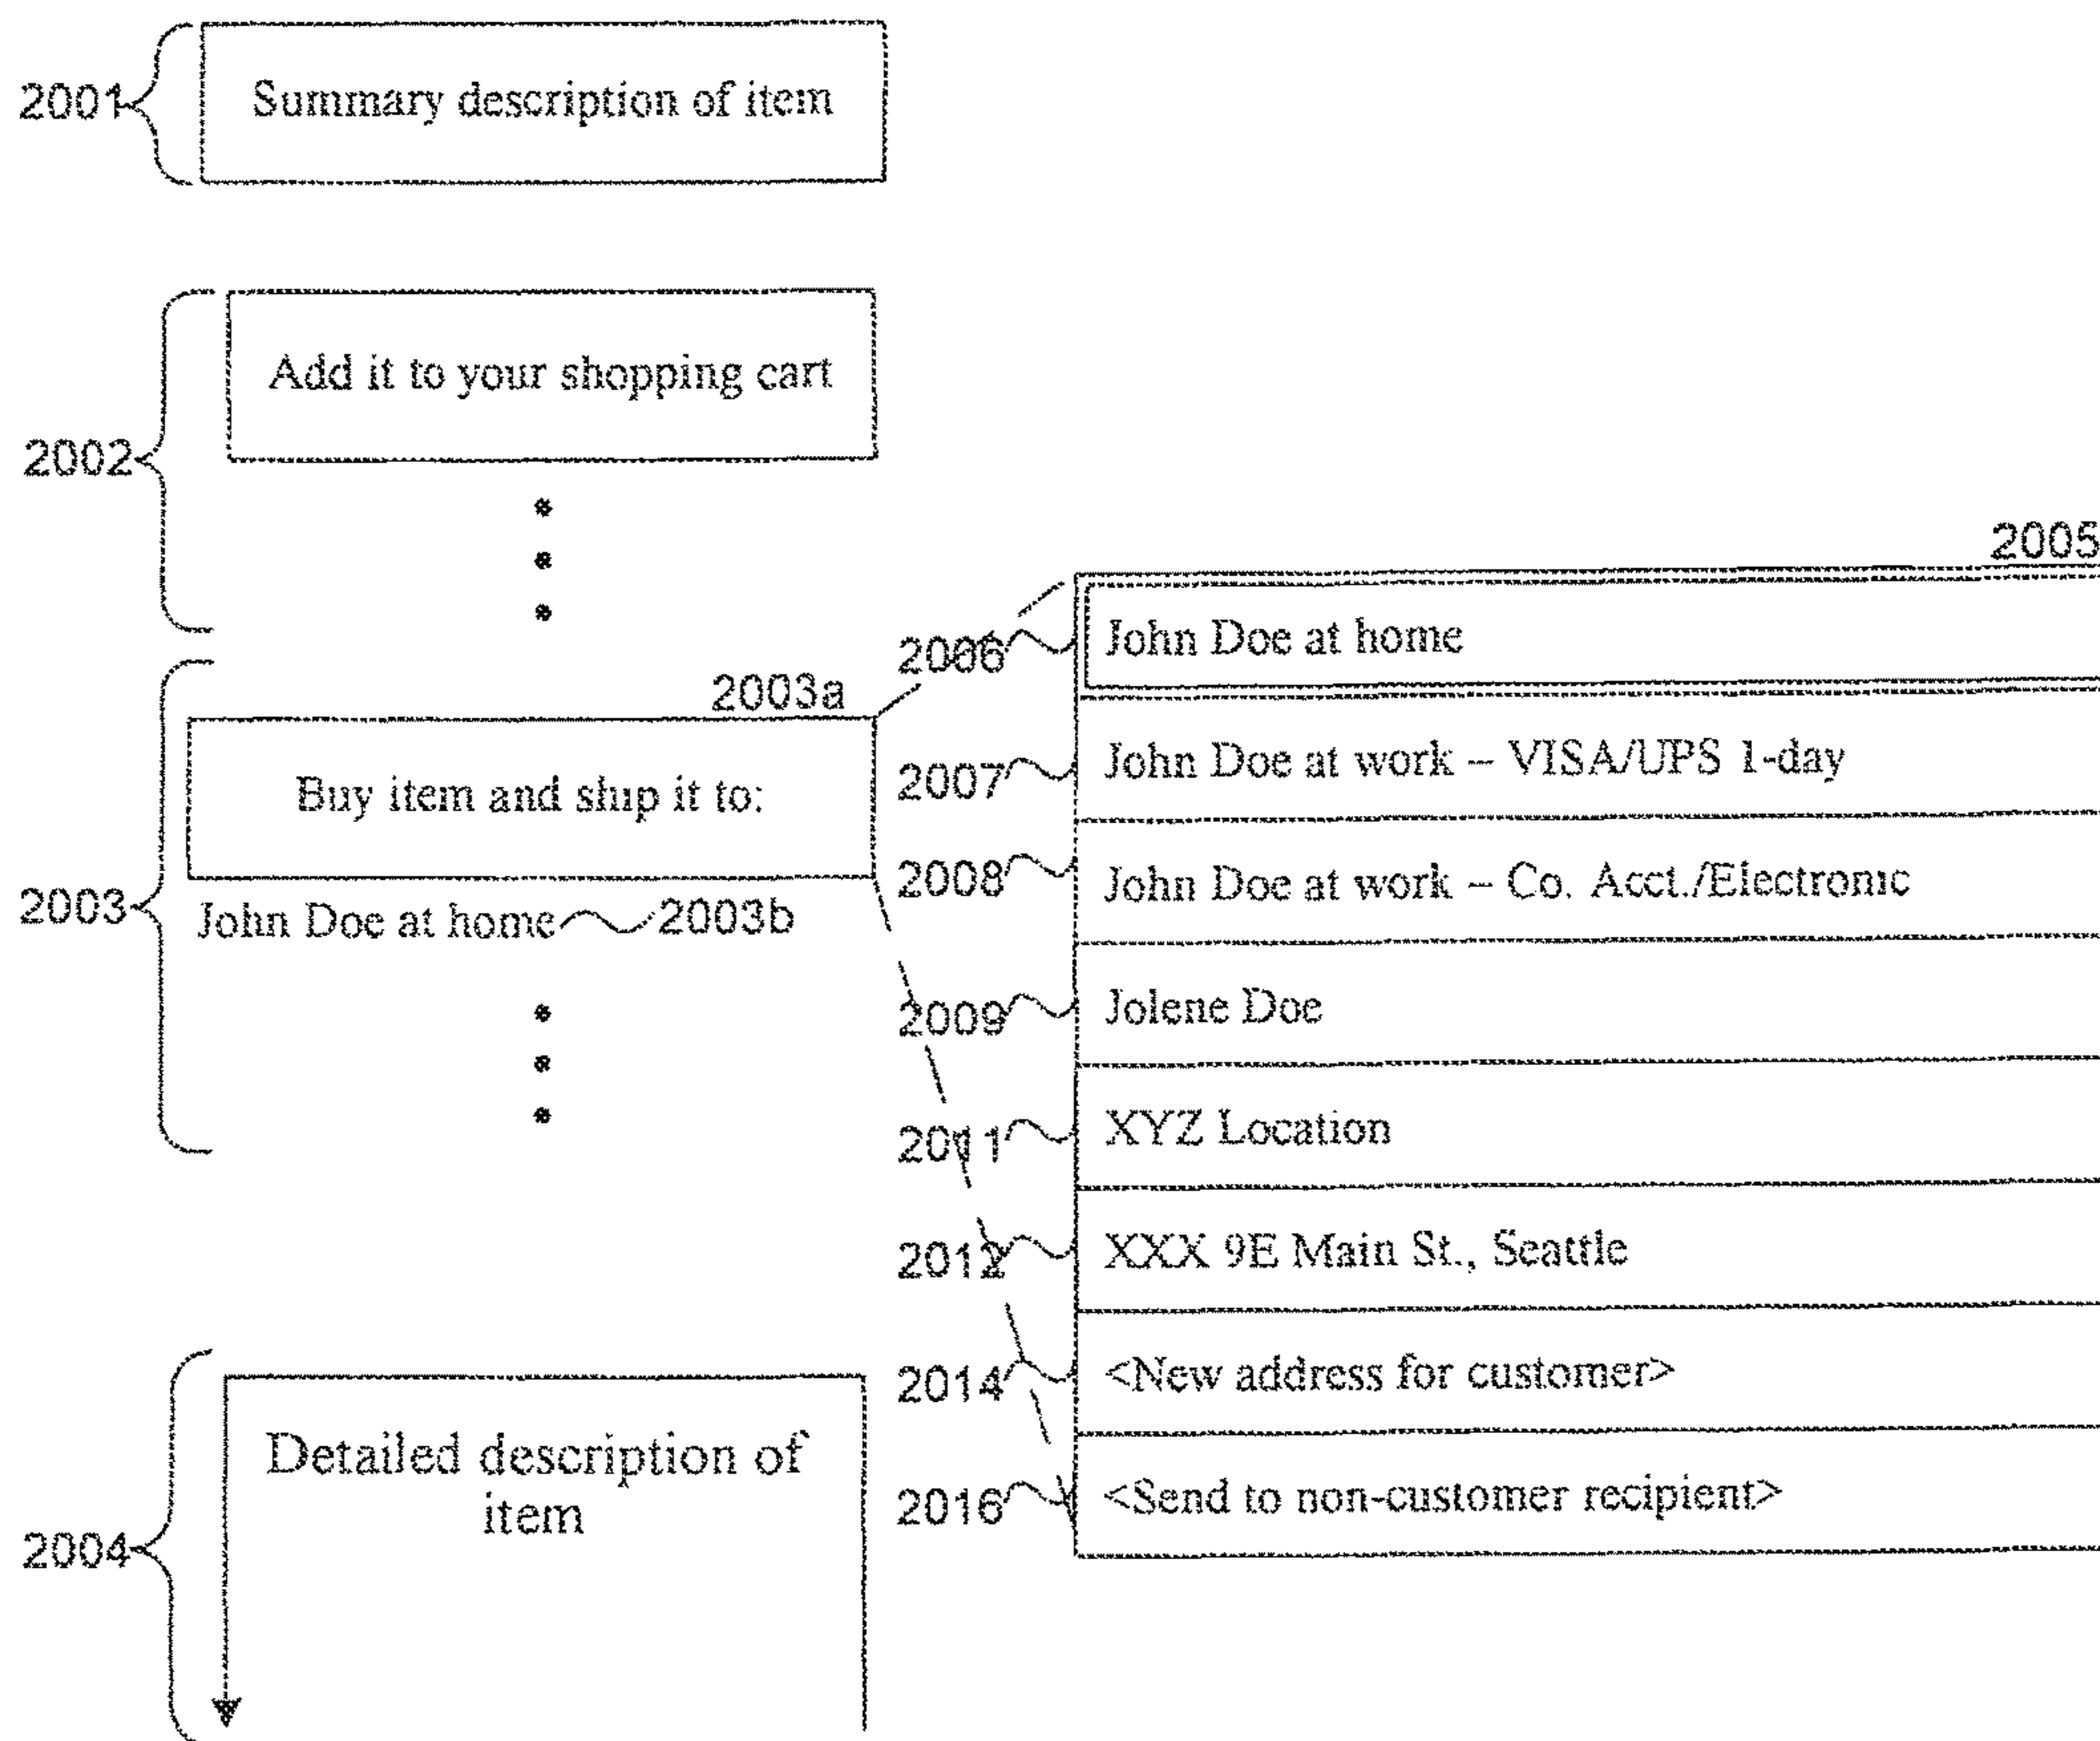 2001
Summary description of item
2002
Add it to your shopping cart
2003
2003a
Buy item and ship it to:
John Doe at home
2003b
2004
Detailed description of
item
2005
2006
John Doe at home
2007
John Doe at work – VISA/UPS 1-day
2008
John Doe at work – Co. Acct./Electronic
2009
Jolene Doe
2011
XYZ Location
2012
XXX 9E Main St., Seattle
2014
<New address for customer>
2016
<Send to non-customer recipient>